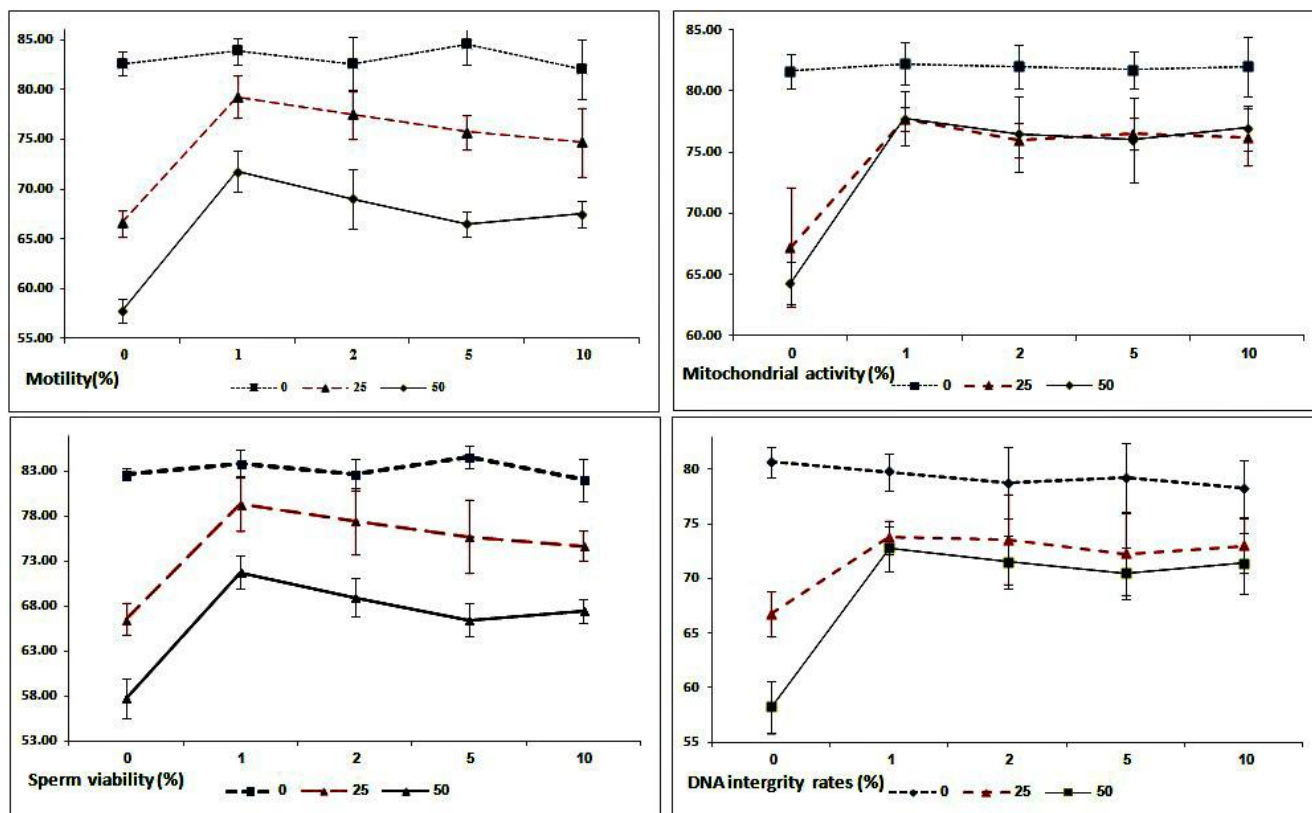 85.00
80.00
75.00
70.00
65.00
60.00
55.00
0 1 2 5 10
Motility(%)
0 25 50
85.00
80.00
75.00
70.00
65.00
60.00
0 1 2 5 10
Mitochondrial activity (%)
0 25 50
83.00
78.00
73.00
68.00
63.00
58.00
53.00
0 1 2 5 10
Sperm viability (%)
0 25 50
80
75
70
65
60
55
0 1 2 5 10
DNA intergrity rates (%)
0 25 50